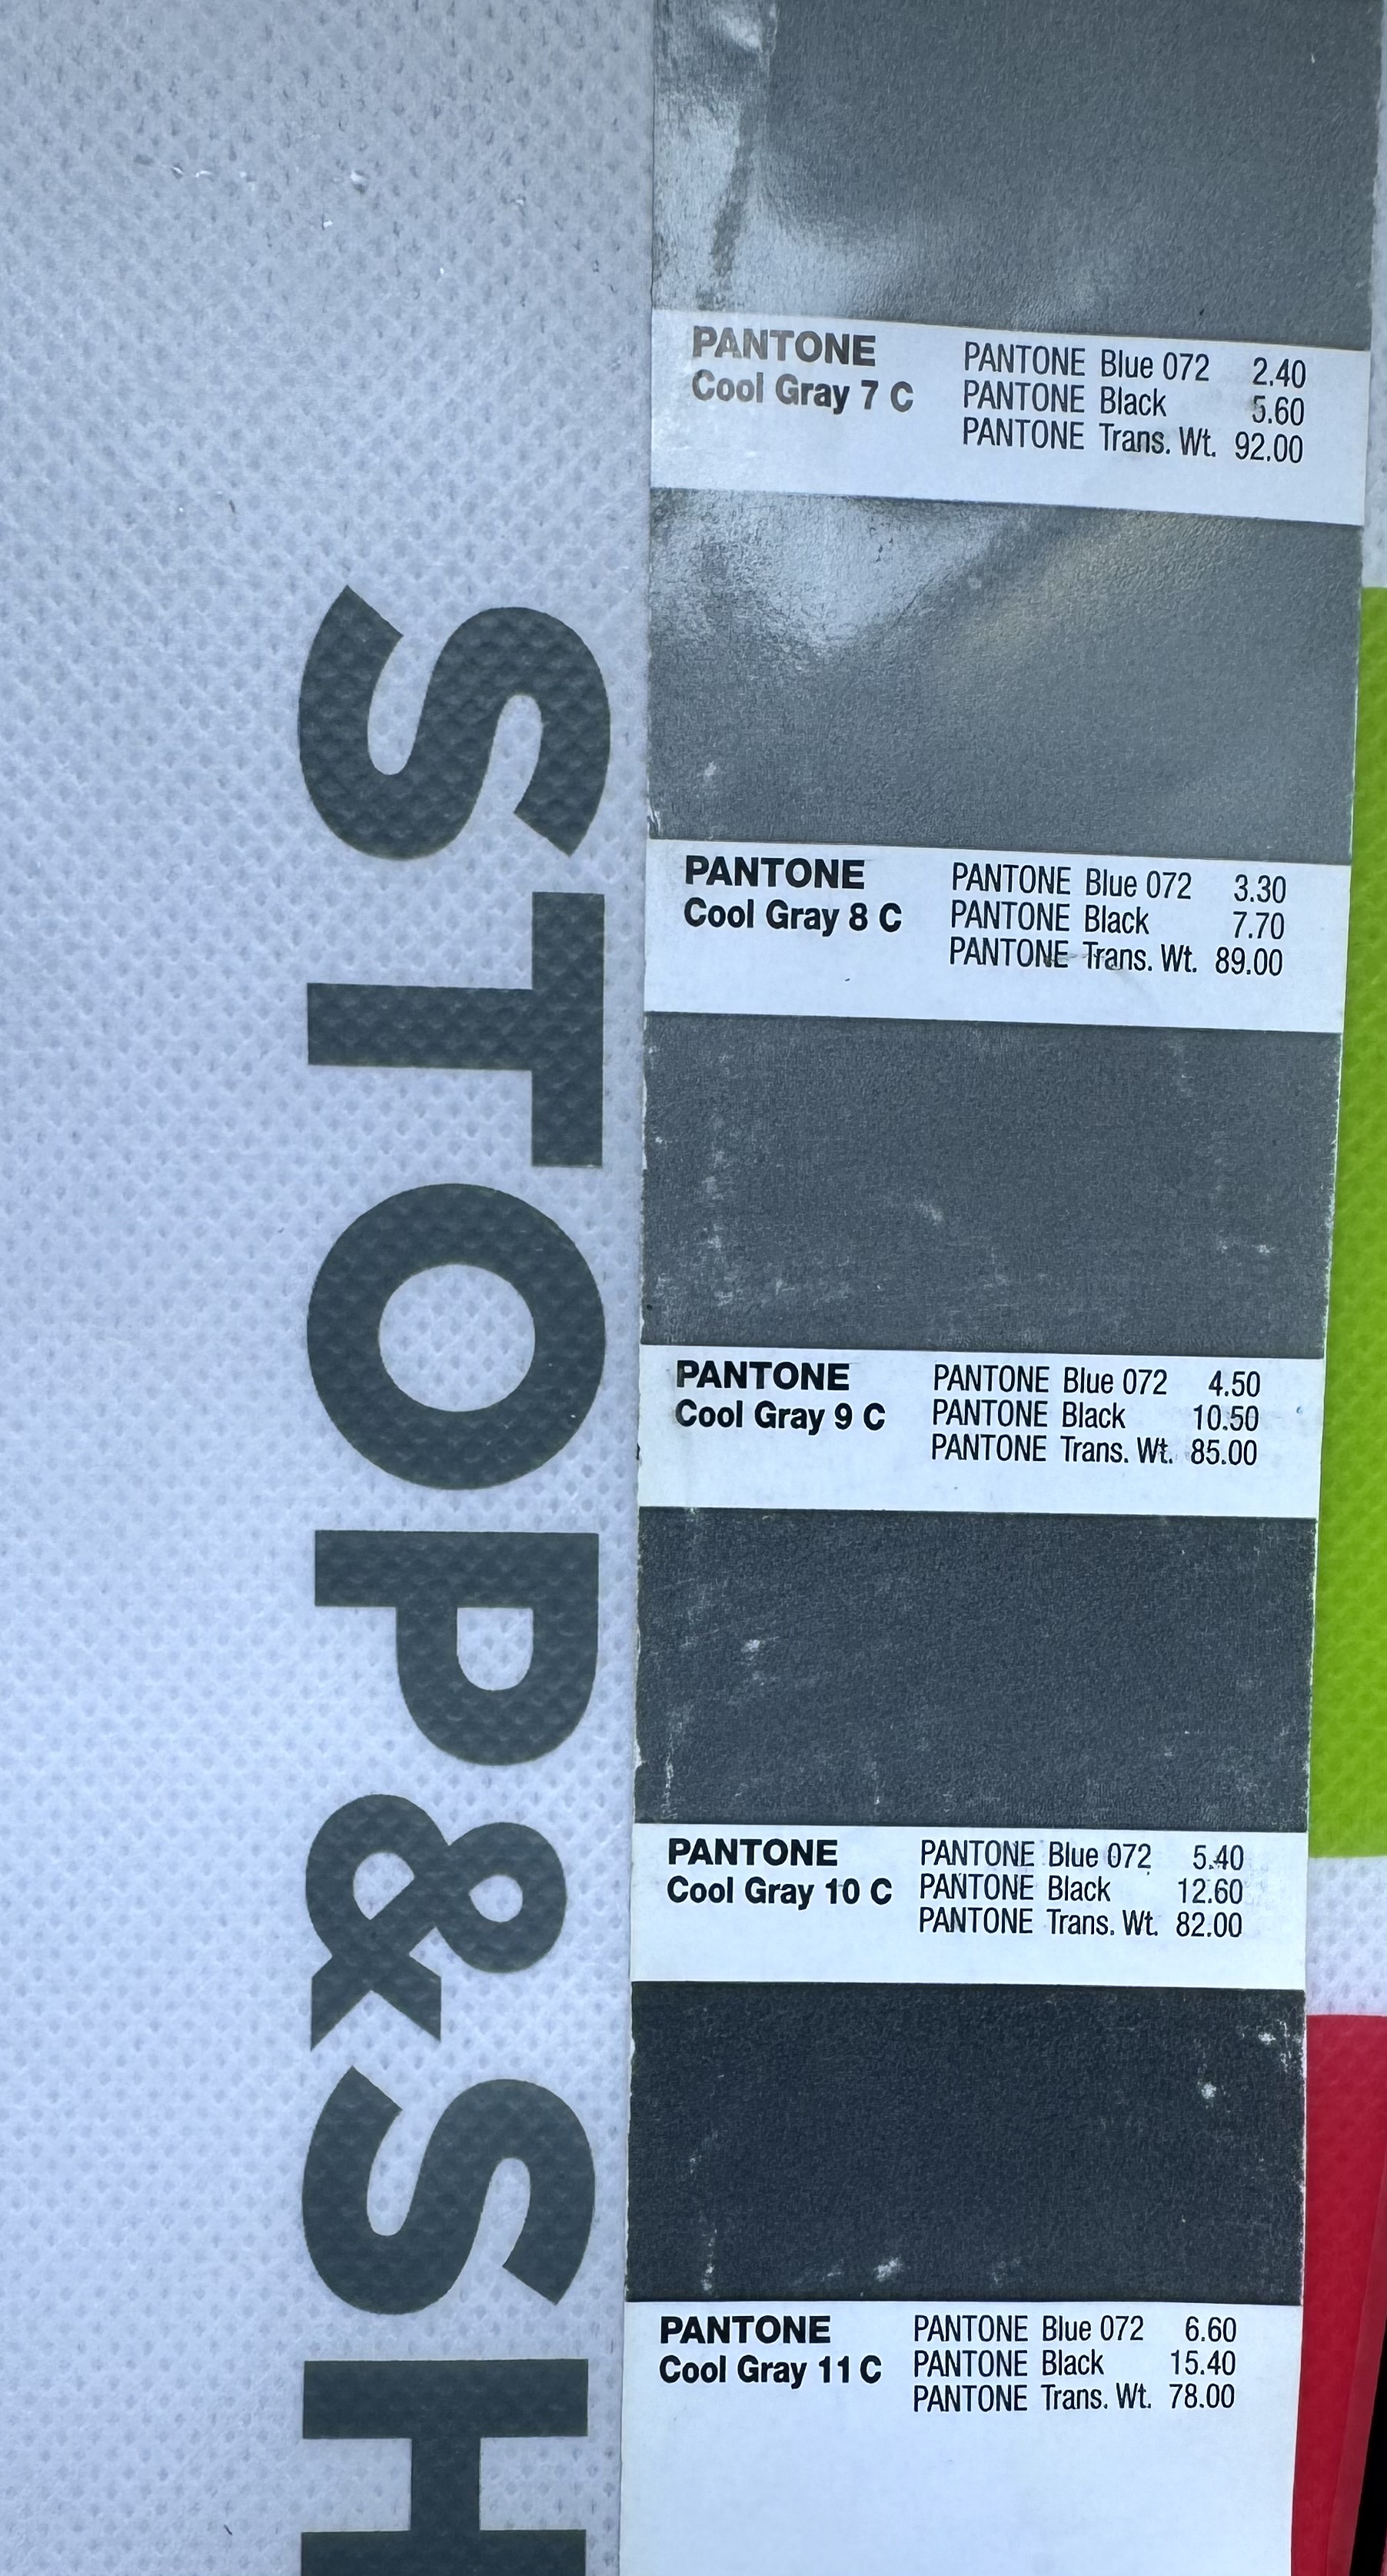 STOP&SH
PANTONE
Cool Gray 7 C
PANTONE Blue 072 2.40
PANTONE Black 5.60
PANTONE Trans. Wt. 92.00
PANTONE
Cool Gray 8 C
PANTONE Blue 072 3.30
PANTONE Black 7.70
PANTONE Trans. Wt. 89.00
PANTONE
Cool Gray 9 C
PANTONE Blue 072 4.50
PANTONE Black 10.50
PANTONE Trans. Wt. 85.00
PANTONE
Cool Gray 10 C
PANTONE Blue 072 5.40
PANTONE Black 12.60
PANTONE Trans. Wt. 82.00
PANTONE
Cool Gray 11 C
PANTONE Blue 072 6.60
PANTONE Black 15.40
PANTONE Trans. Wt. 78.00